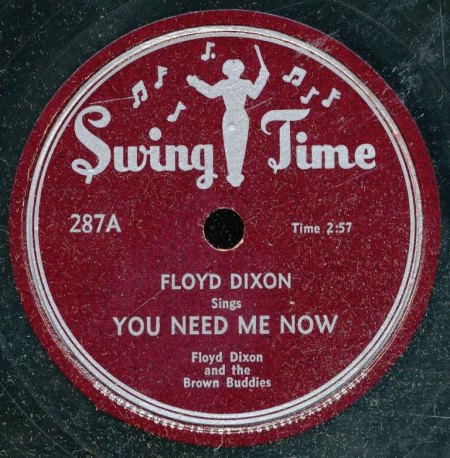 Swing Time
287A
Time 2:57
FLOYD DIXON
Sings
YOU NEED ME NOW
Floyd Dixon
and the
Brown Buddies